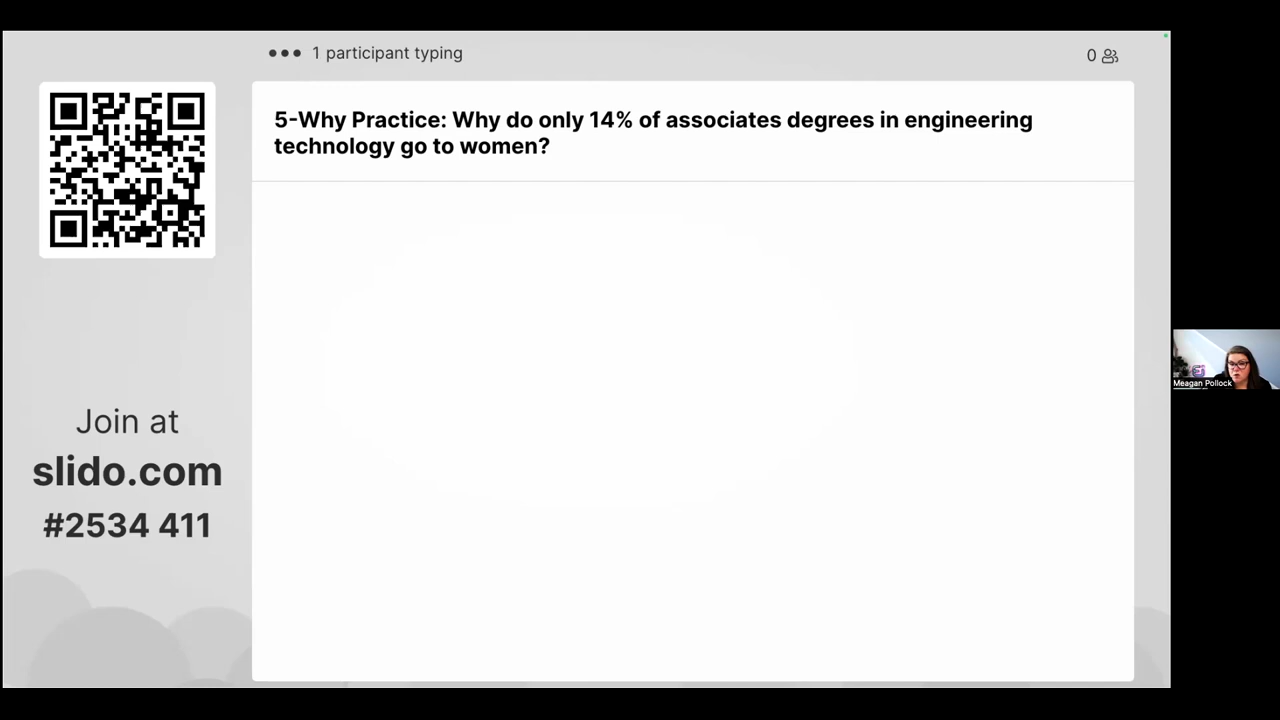 ••• 1 participant typing
0
5-Why Practice: Why do only 14% of associates degrees in engineering
technology go to women?
Join at
slido.com
#2534 411
Meagan Pollock